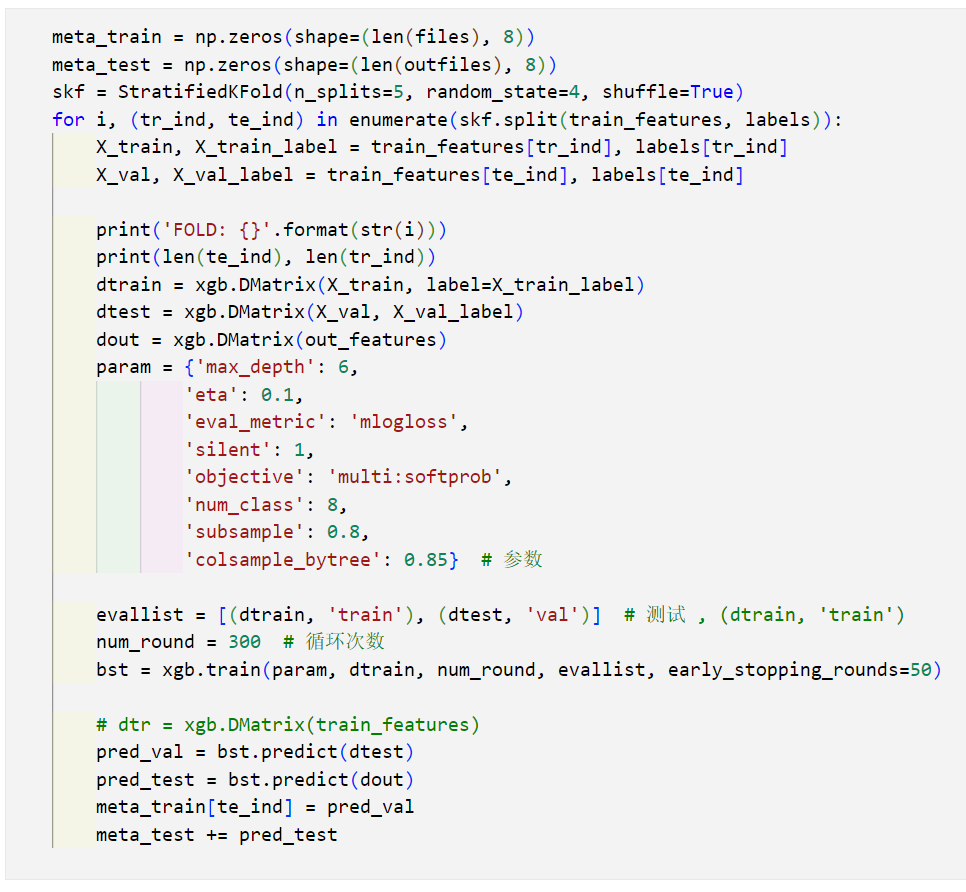 meta_train = np.zeros(shape=(len(files), 8))
meta_test = np.zeros(shape=(len(outfiles), 8))
skf = StratifiedKFold(n_splits=5, random_state=4, shuffle=True)
for i, (tr_ind, te_ind) in enumerate(skf.split(train_features, labels)):
    X_train, X_train_label = train_features[tr_ind], labels[tr_ind]
    X_val, X_val_label = train_features[te_ind], labels[te_ind]

    print('FOLD: {}'.format(str(i)))
    print(len(te_ind), len(tr_ind))
    dtrain = xgb.DMatrix(X_train, label=X_train_label)
    dtest = xgb.DMatrix(X_val, X_val_label)
    dout = xgb.DMatrix(out_features)
    param = {'max_depth': 6,
            'eta': 0.1,
            'eval_metric': 'mlogloss',
            'silent': 1,
            'objective': 'multi:softprob',
            'num_class': 8,
            'subsample': 0.8,
            'colsample_bytree': 0.85}  # 参数

    evallist = [(dtrain, 'train'), (dtest, 'val')]  # 测试 , (dtrain, 'train')
    num_round = 300  # 循环次数
    bst = xgb.train(param, dtrain, num_round, evallist, early_stopping_rounds=50)

    # dtr = xgb.DMatrix(train_features)
    pred_val = bst.predict(dtest)
    pred_test = bst.predict(dout)
    meta_train[te_ind] = pred_val
    meta_test += pred_test